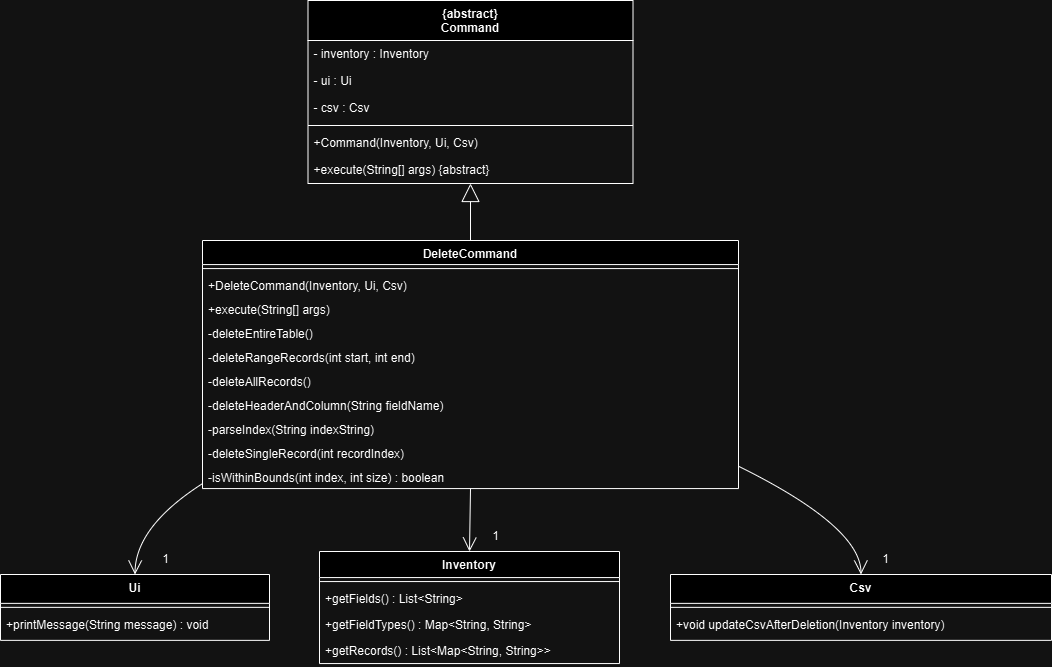 {abstract}
Command
- inventory : Inventory
- ui : Ui
- csv : Csv
+Command(Inventory, Ui, Csv)
+execute(String[] args) {abstract}
DeleteCommand
+DeleteCommand(Inventory, Ui, Csv)
+execute(String[] args)
-deleteEntireTable()
-deleteRangeRecords(int start, int end)
-deleteAllRecords()
-deleteHeaderAndColumn(String fieldName)
-parseIndex(String indexString)
-deleteSingleRecord(int recordIndex)
-isWithinBounds(int index, int size) : boolean
1
1
1
Ui
+printMessage(String message) : void
Inventory
+getFields() : List<String>
+getFieldTypes() : Map<String, String>
+getRecords() : List<Map<String, String>>
Csv
+void updateCsvAfterDeletion(Inventory inventory)